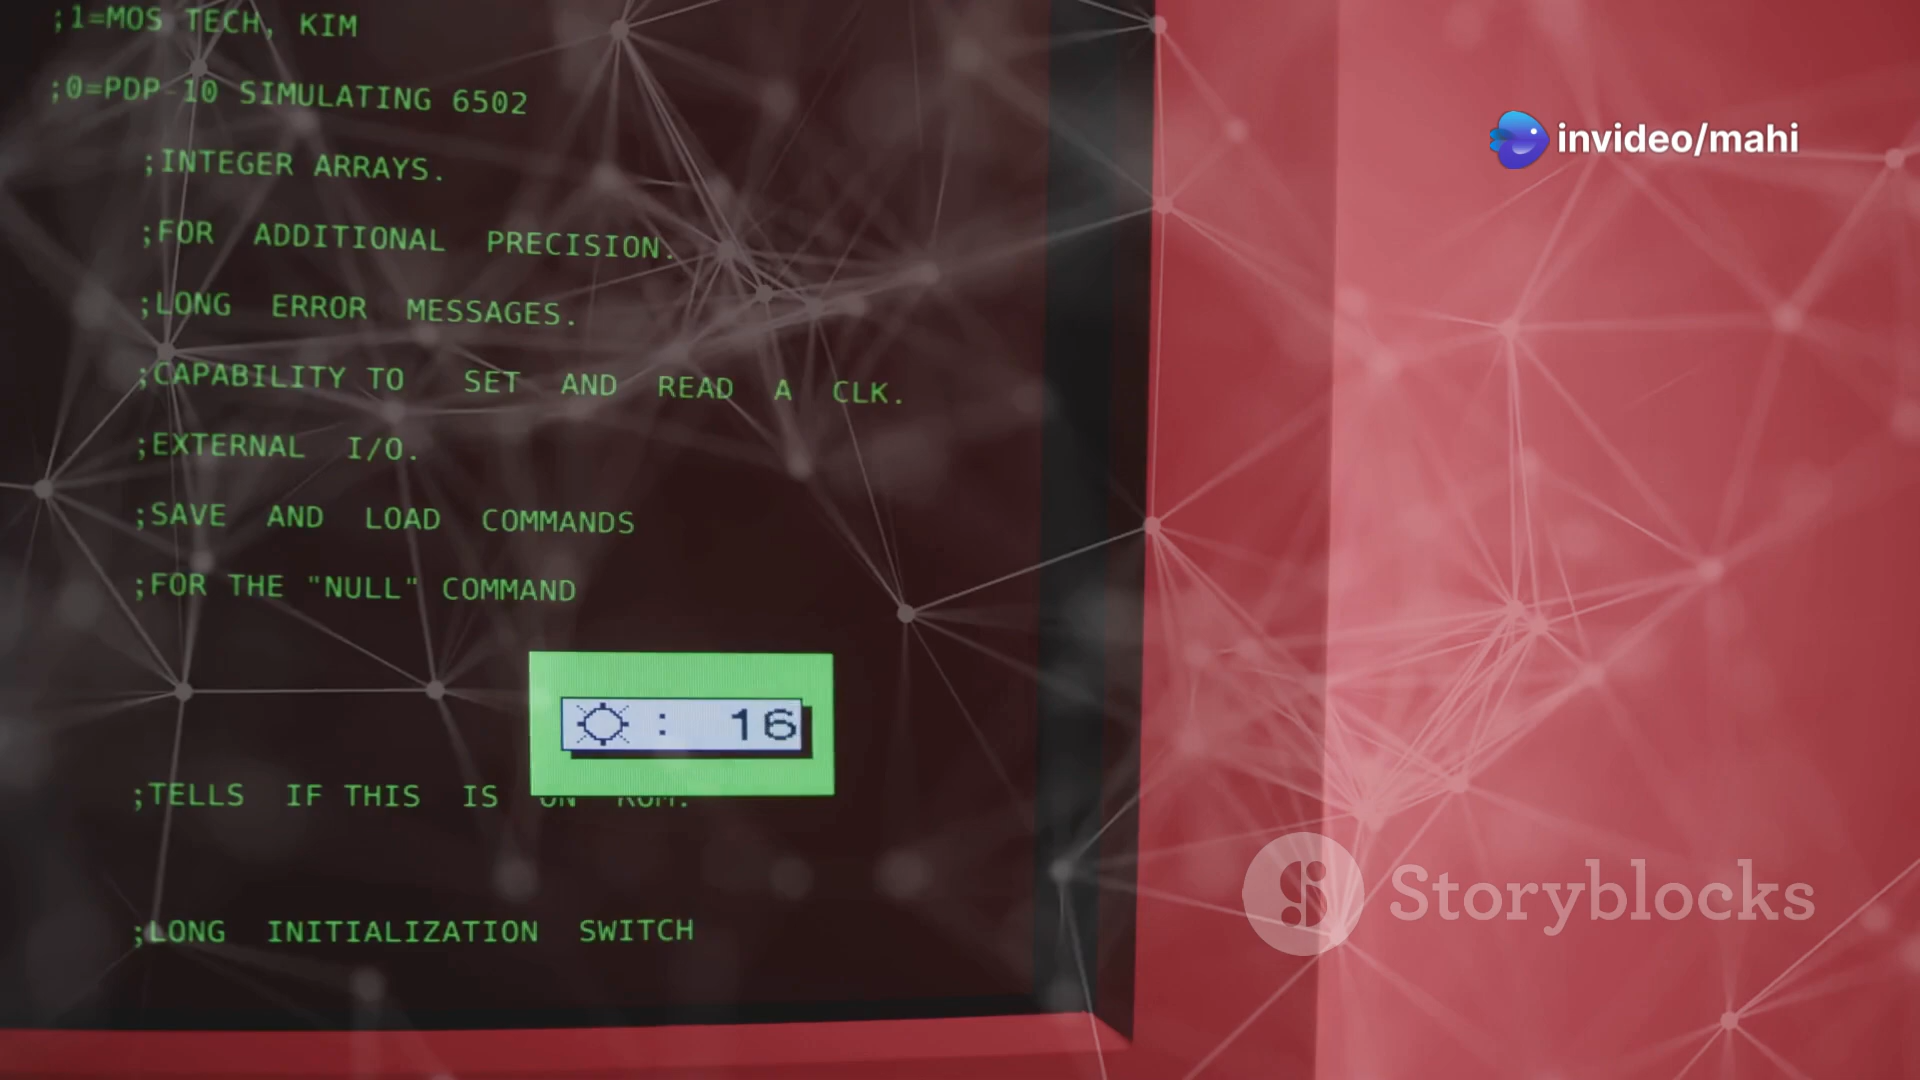 ;1=MOS TECH, KIM
;0=PDP-10 SIMULATING 6502
;INTEGER ARRAYS.
;FOR ADDITIONAL PRECISION.
;LONG ERROR MESSAGES.
;CAPABILITY TO SET AND READ A CLK.
;EXTERNAL I/O.
;SAVE AND LOAD COMMANDS
;FOR THE "NULL" COMMAND
: 16
;TELLS IF THIS IS ON ROM.
;LONG INITIALIZATION SWITCH
invideo/mahi
Storyblocks